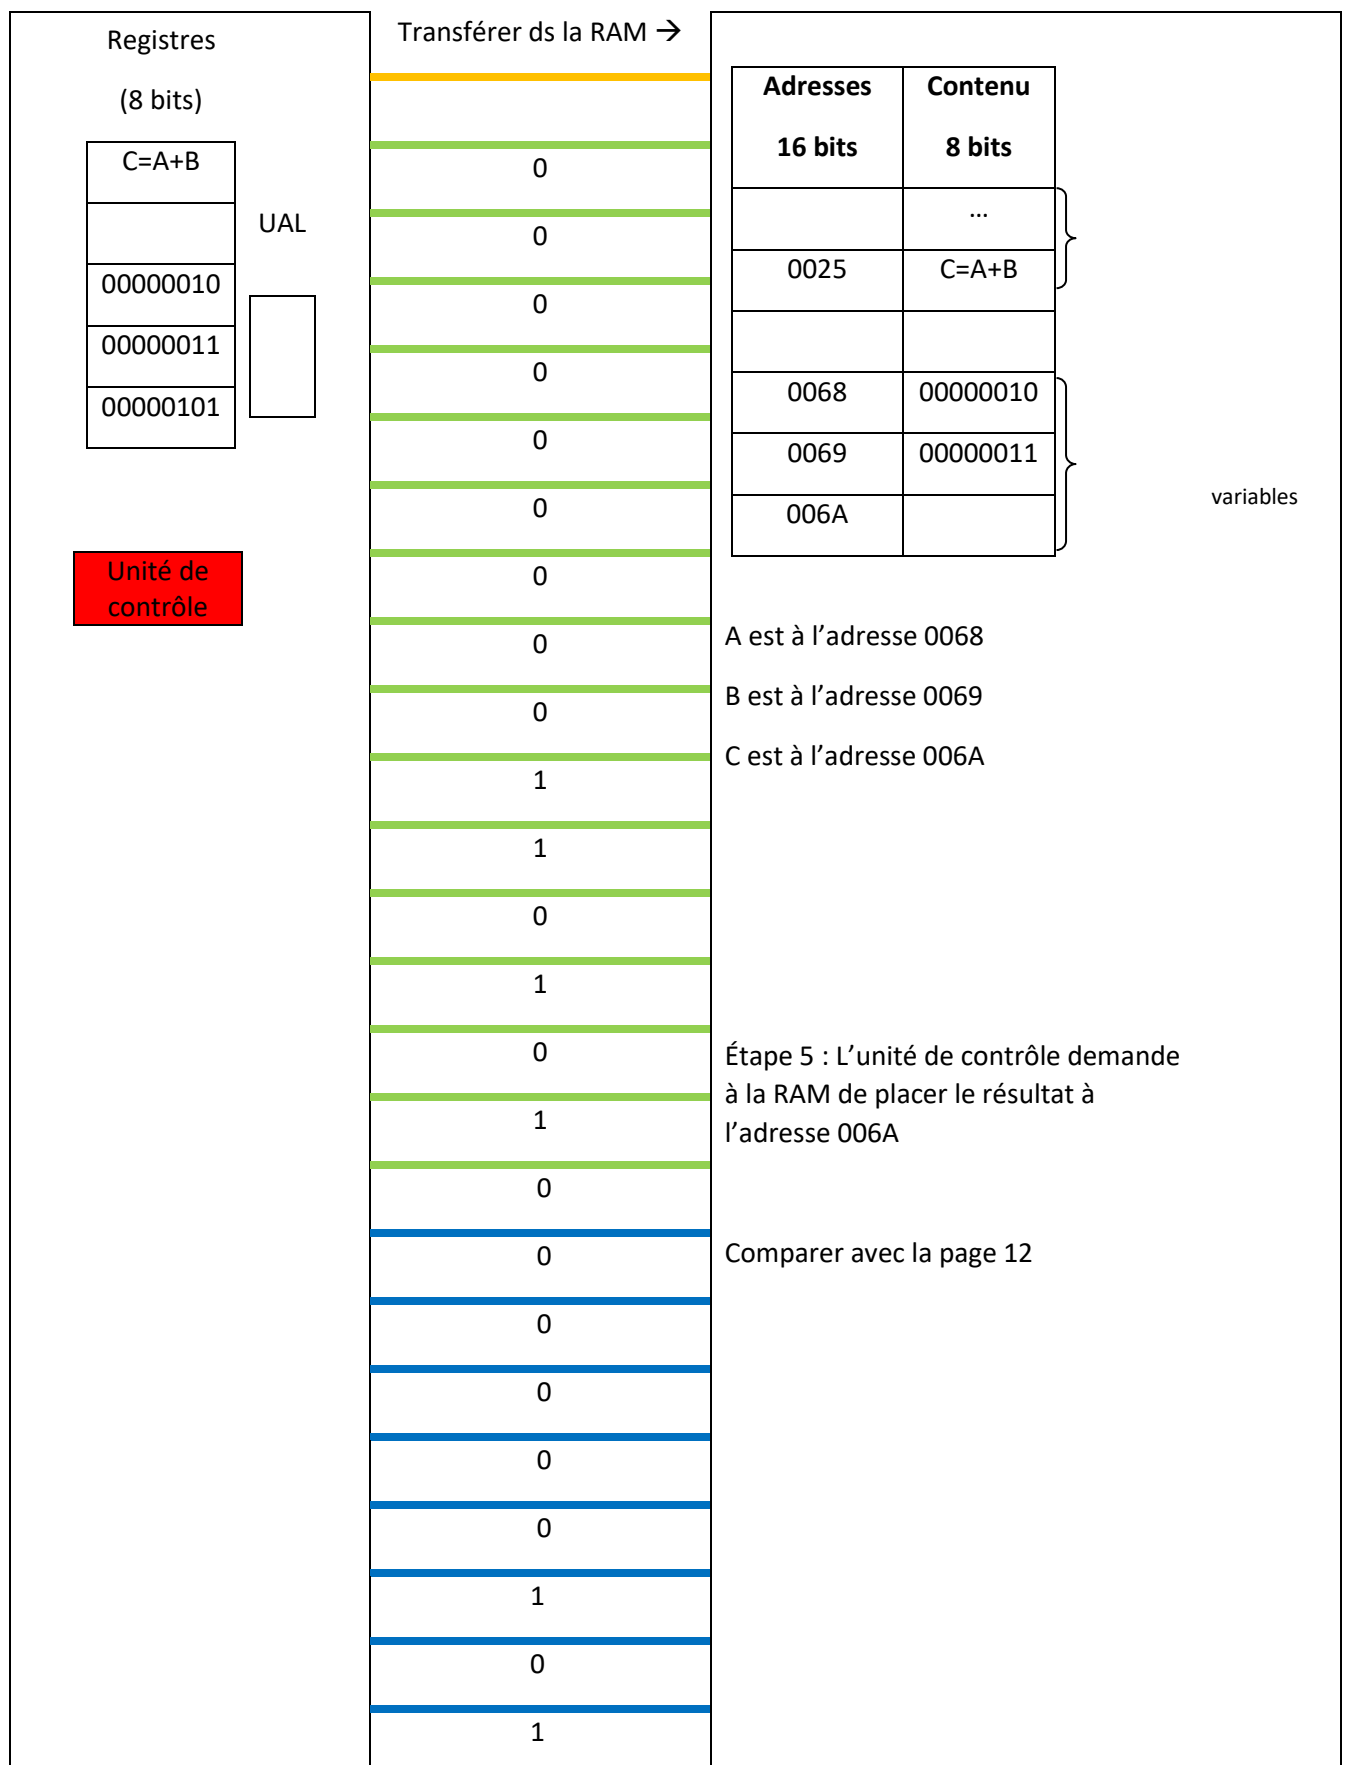 Registres
(8 bits)
C=A+B
UAL
00000010
00000011
00000101
Unité de
contrôle
Transférer ds la RAM →
0
0
0
0
0
0
0
0
0
1
1
0
1
0
1
0
0
0
0
0
0
1
0
1
Adresses Contenu
16 bits 8 bits
...
0025 C=A+B
0068 00000010
0069 00000011
006A
variables
A est à l’adresse 0068
B est à l’adresse 0069
C est à l’adresse 006A
Étape 5 : L’unité de contrôle demande
à la RAM de placer le résultat à
l’adresse 006A
Comparer avec la page 12